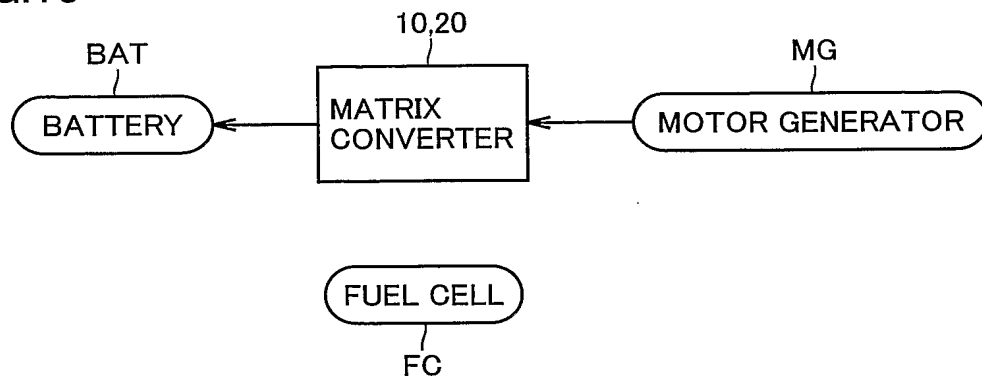 10,20
BAT
MG
BATTERY
MATRIX
CONVERTER
MOTOR GENERATOR
FUEL CELL
FC